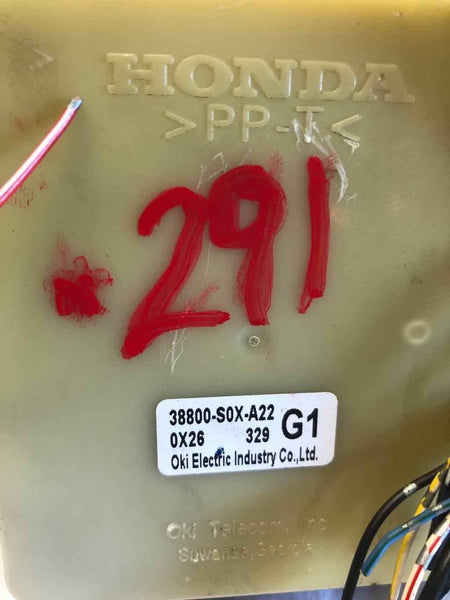 HONDA
>PP-T<
291
38800-S0X-A22
0X26 329 G1
Oki Electric Industry Co.,Ltd.
Oki Telecom, Inc
Suwanee, Georgia